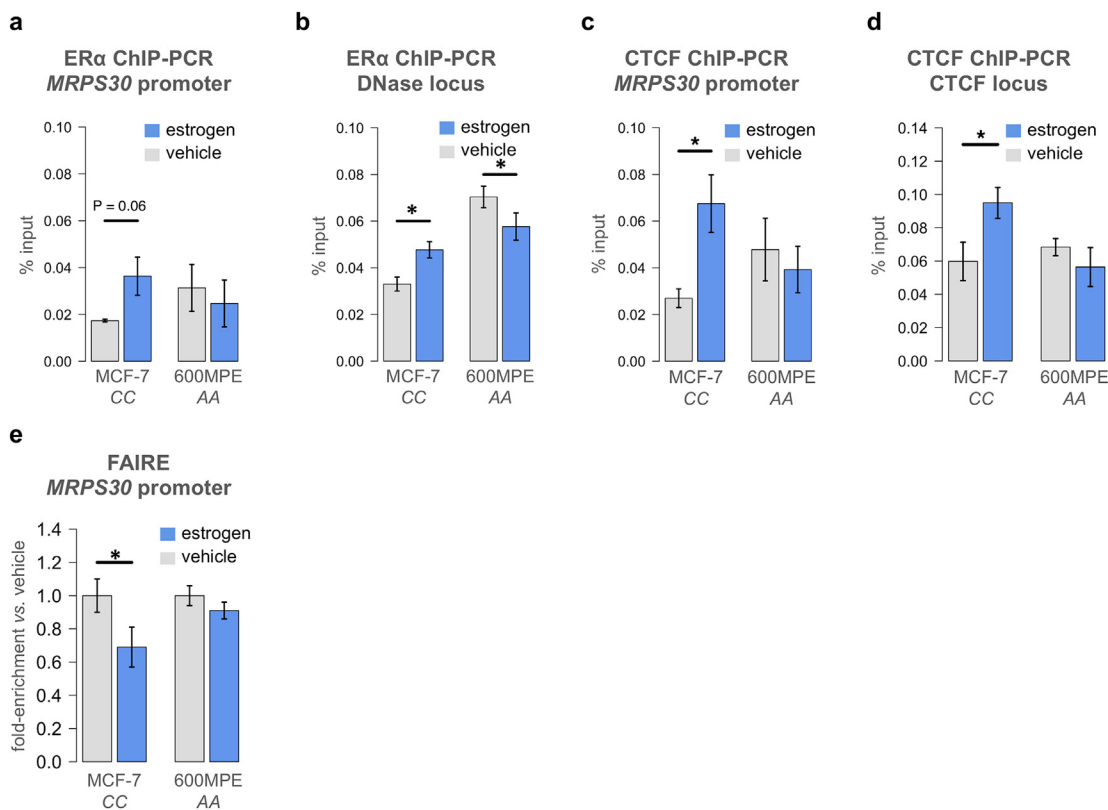 a
ERα ChIP-PCR
MRPS30 promoter
estrogen
vehicle
P = 0.06
*
% input
0.10
0.08
0.06
0.04
0.02
0.00
MCF-7
CC
600MPE
AA
b
ERα ChIP-PCR
DNase locus
estrogen
vehicle
*
*
% input
0.10
0.08
0.06
0.04
0.02
0.00
MCF-7
CC
600MPE
AA
c
CTCF ChIP-PCR
MRPS30 promoter
estrogen
vehicle
*
% input
0.10
0.08
0.06
0.04
0.02
0.00
MCF-7
CC
600MPE
AA
d
CTCF ChIP-PCR
CTCF locus
estrogen
vehicle
*
% input
0.14
0.12
0.10
0.08
0.06
0.04
0.02
0.00
MCF-7
CC
600MPE
AA
e
FAIRE
MRPS30 promoter
estrogen
vehicle
*
fold-enrichment vs. vehicle
1.4
1.2
1.0
0.8
0.6
0.4
0.2
0.0
MCF-7
CC
600MPE
AA